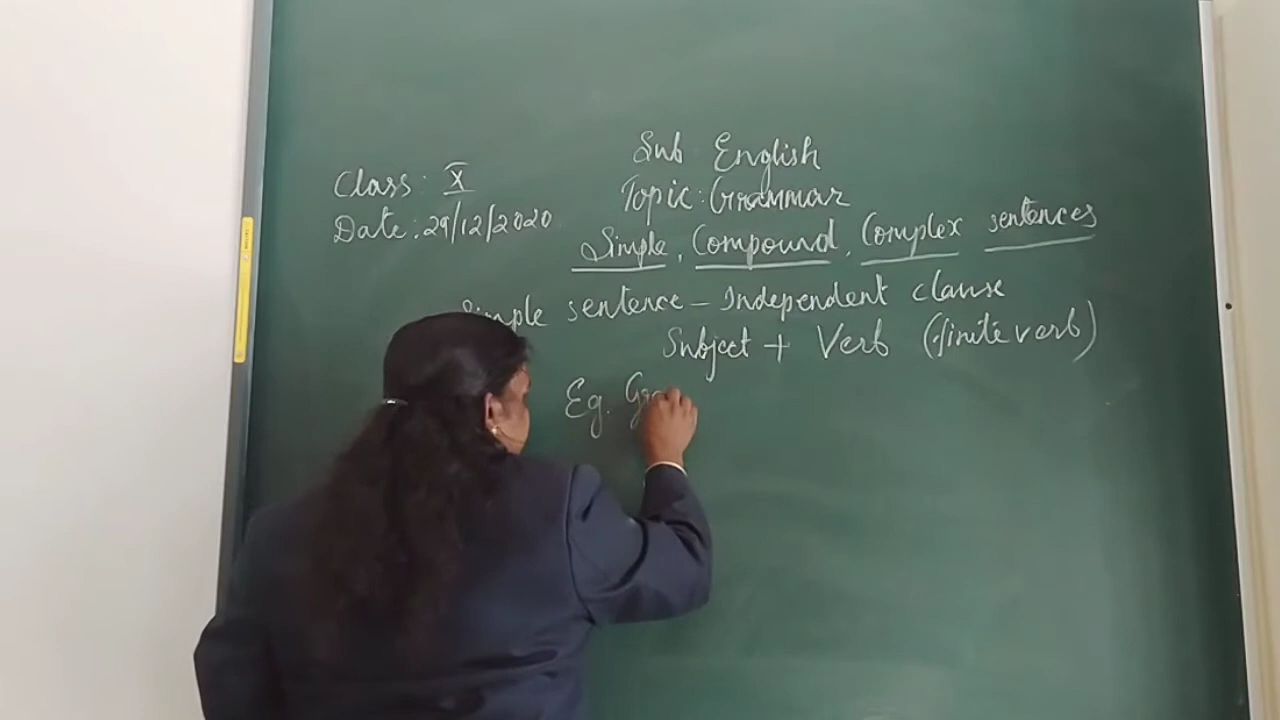 Sub English
Class: X
Topic: Grammar
Date: 29/12/2020
Simple, Compound, Complex sentences
Simple sentence - Independent clause
Subject + Verb (finite verb)
Eg.